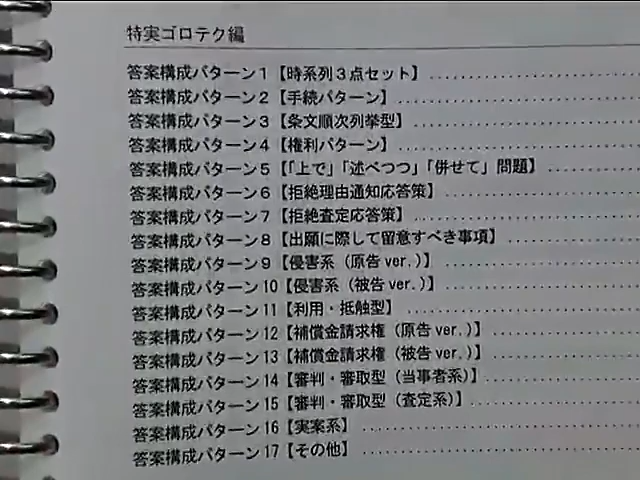 特実ゴロテク編
答案構成パターン1【時系列3点セット】
答案構成パターン2【手続パターン】
答案構成パターン3【条文順次列挙型】
答案構成パターン4【権利パターン】
答案構成パターン5【「上で」「述べつつ」「併せて」問題】
答案構成パターン6【拒絶理由通知応答策】
答案構成パターン7【拒絶査定応答策】
答案構成パターン8【出願に際して留意すべき事項】
答案構成パターン9【侵害系（原告ver.）】
答案構成パターン10【侵害系（被告ver.）】
答案構成パターン11【利用・抵触型】
答案構成パターン12【補償金請求権（原告ver.）】
答案構成パターン13【補償金請求権（被告ver.）】
答案構成パターン14【審判・審取型（当事者系）】
答案構成パターン15【審判・審取型（査定系）】
答案構成パターン16【実案系】
答案構成パターン17【その他】